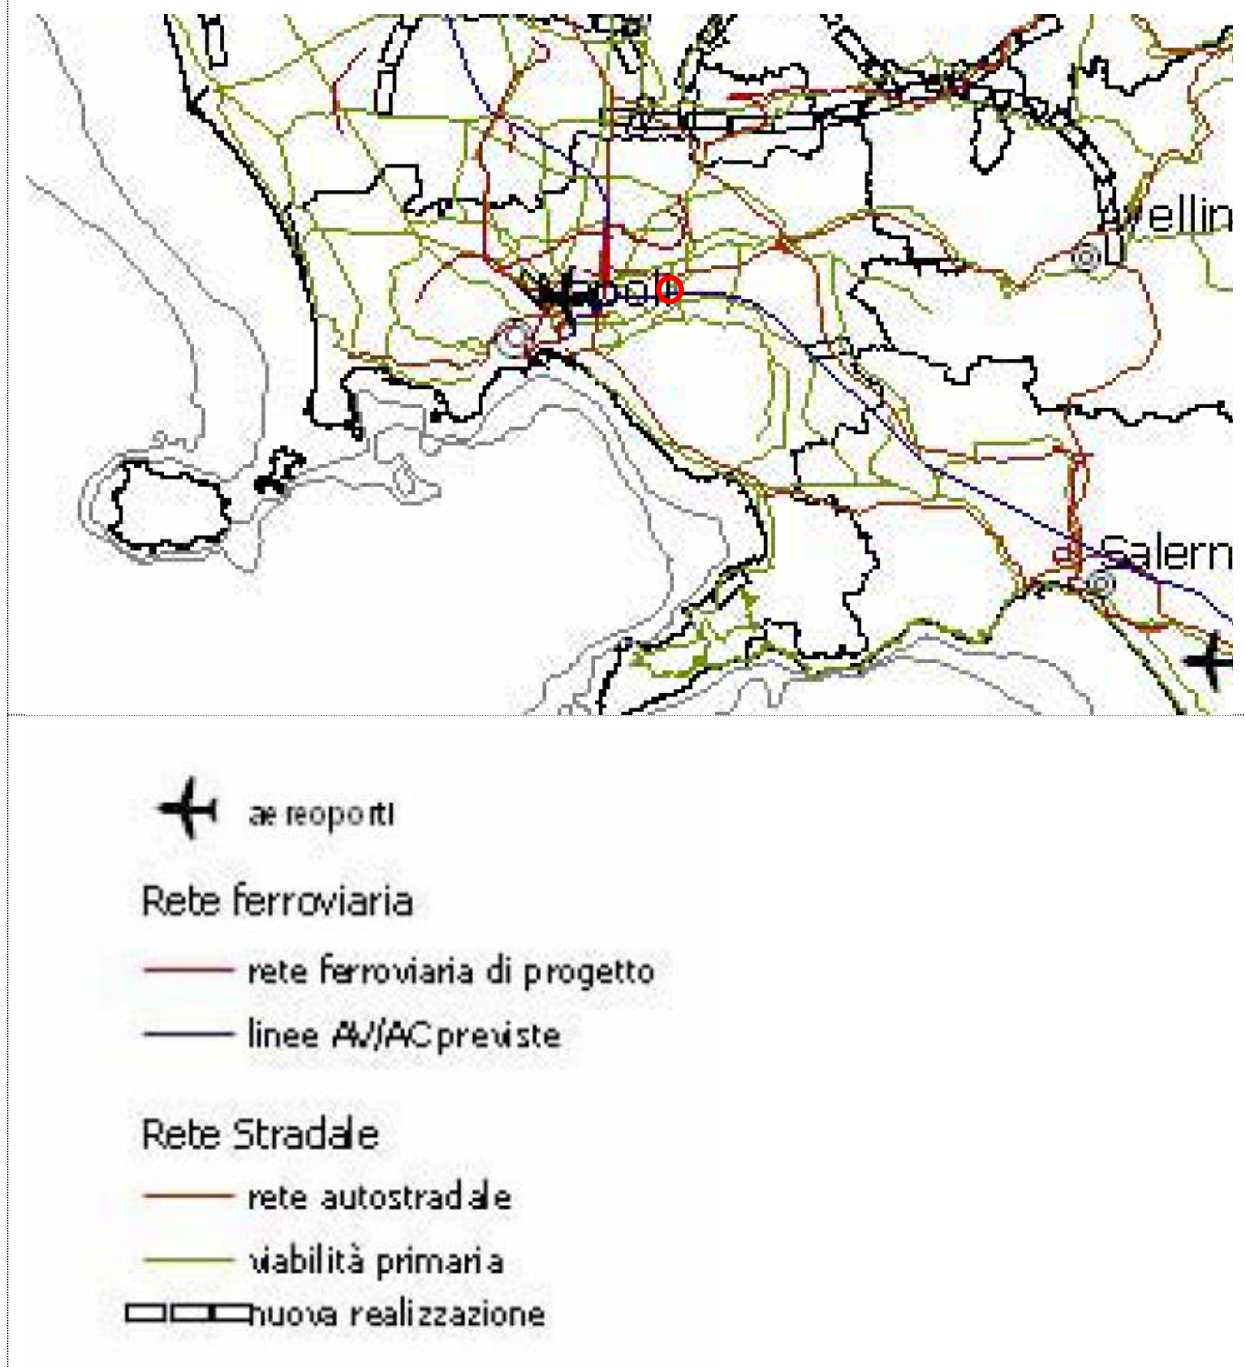 Avellin
Salern
aereoporti
Rete ferroviaria
rete ferroviaria di progetto
linee AV/AC previste
Rete Stradale
rete autostradale
viabilità primaria
nuova realizzazione